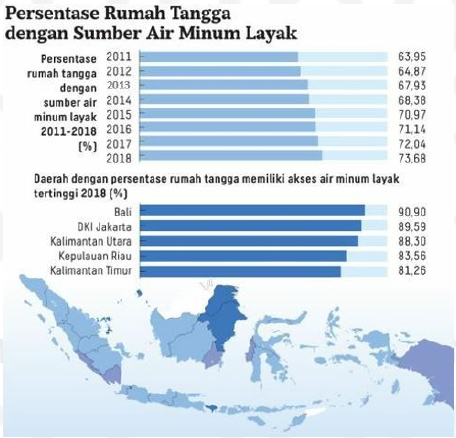 Persentase Rumah Tangga
dengan Sumber Air Minum Layak
Persentase
rumah tangga
dengan
sumber air
minum layak
2011-2018
(%)
2011 63,95
2012 64,87
2013 67,93
2014 68,38
2015 70,97
2016 71,14
2017 72,04
2018 73,68
Daerah dengan persentase rumah tangga memiliki akses air minum layak
tertinggi 2018 (%)
Bali 90,90
DKI Jakarta 89,59
Kalimantan Utara 88,30
Kepulauan Riau 83,56
Kalimantan Timur 81,26